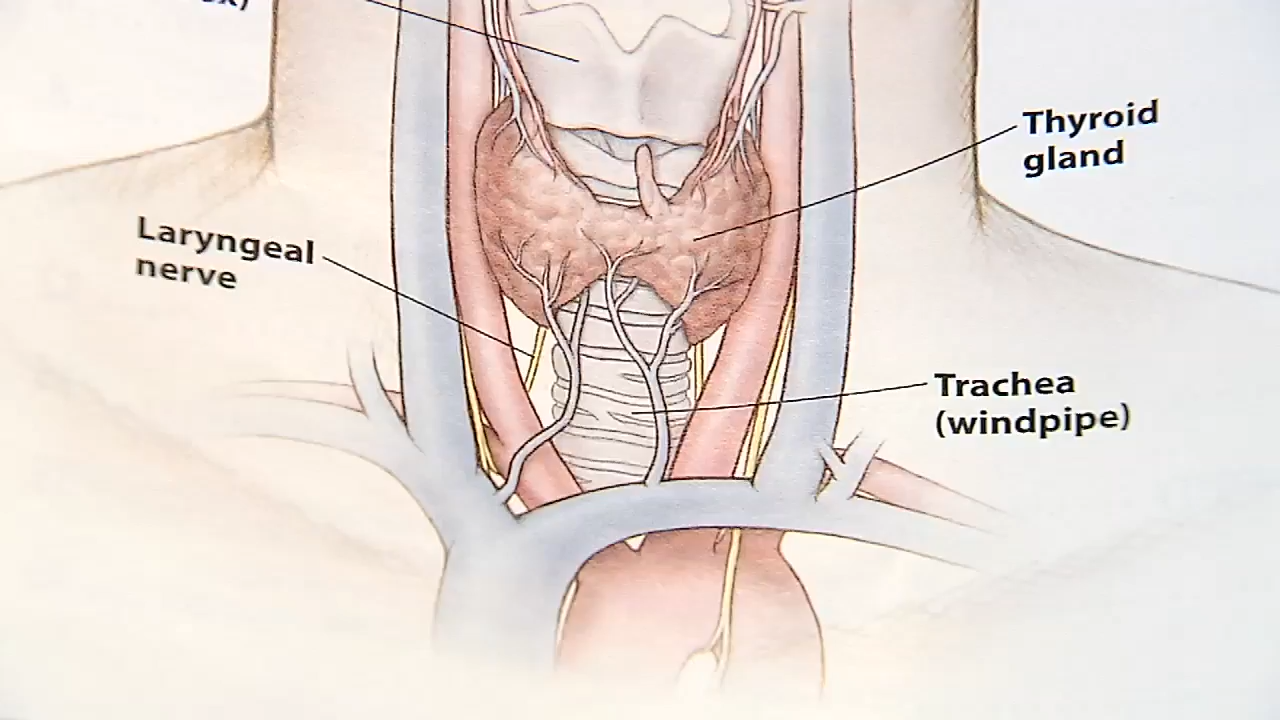 Laryngeal
nerve
Thyroid
gland
Trachea
(windpipe)